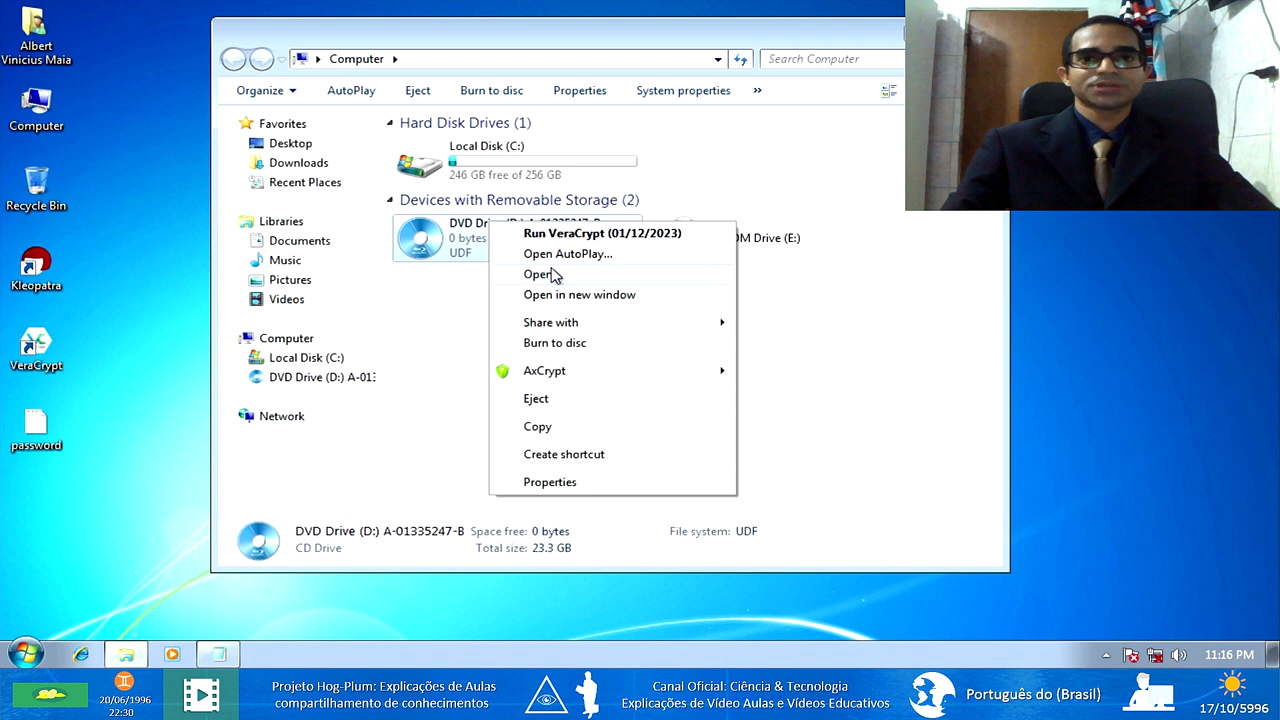 Albert
Vinicius Maia
Computer
Recycle Bin
Kleopatra
VeraCrypt
password
Computer
Search Computer
Organize
AutoPlay
Eject
Burn to disc
Properties
System properties
»
Favorites
Desktop
Downloads
Recent Places
Libraries
Documents
Music
Pictures
Videos
Computer
Local Disk (C:)
DVD Drive (D:) A-01
Network
Hard Disk Drives (1)
Local Disk (C:)
246 GB free of 256 GB
Devices with Removable Storage (2)
DVD Dr
0 bytes
UDF
OM Drive (E:)
Run VeraCrypt (01/12/2023)
Open AutoPlay...
Open
Open in new window
Share with
Burn to disc
AxCrypt
Eject
Copy
Create shortcut
Properties
DVD Drive (D:) A-01335247-B
CD Drive
Space free: 0 bytes
Total size: 23.3 GB
File system: UDF
11:16 PM
20/06/1996
22:30
Projeto Hog-Plum: Explicações de Aulas
compartilhamento de conhecimentos
Canal Oficial: Ciência & Tecnologia
Explicações de Vídeo Aulas e Vídeos Educativos
Português do (Brasil)
17/10/5996